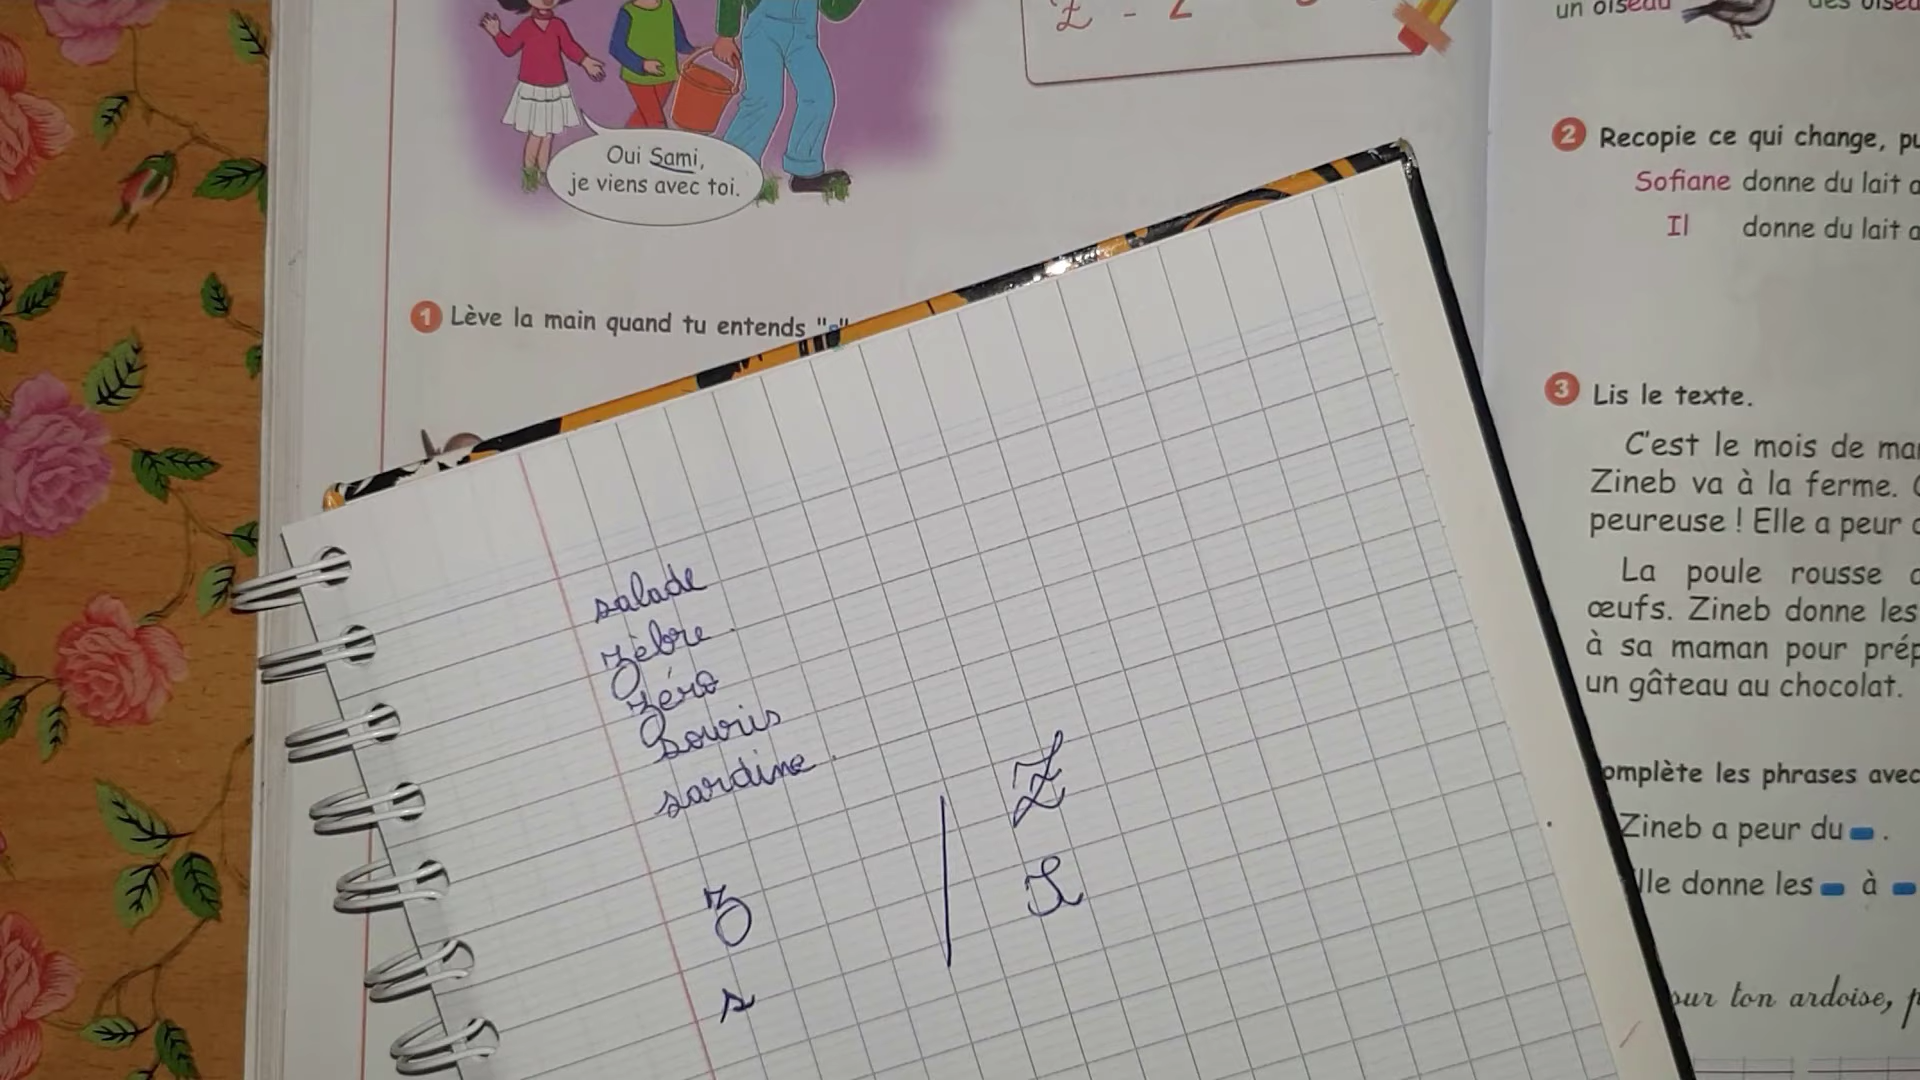 Oui Sami,
je viens avec toi.
1 Lève la main quand tu entends "
un oiseau
des
2 Recopie ce qui change,
Sofiane donne du lait
Il donne du lait
3 Lis le texte.
C'est le mois de
Zineb va à la ferme.
peureuse ! Elle a peur
La poule rousse
œufs. Zineb donne les
à sa maman pour
un gâteau au chocolat.
omplète les phrases avec
Zineb a peur du .
lle donne les à
sur ton ardoise,
salade
zèbre
zéro
souris
sardine
z
s
Z
S